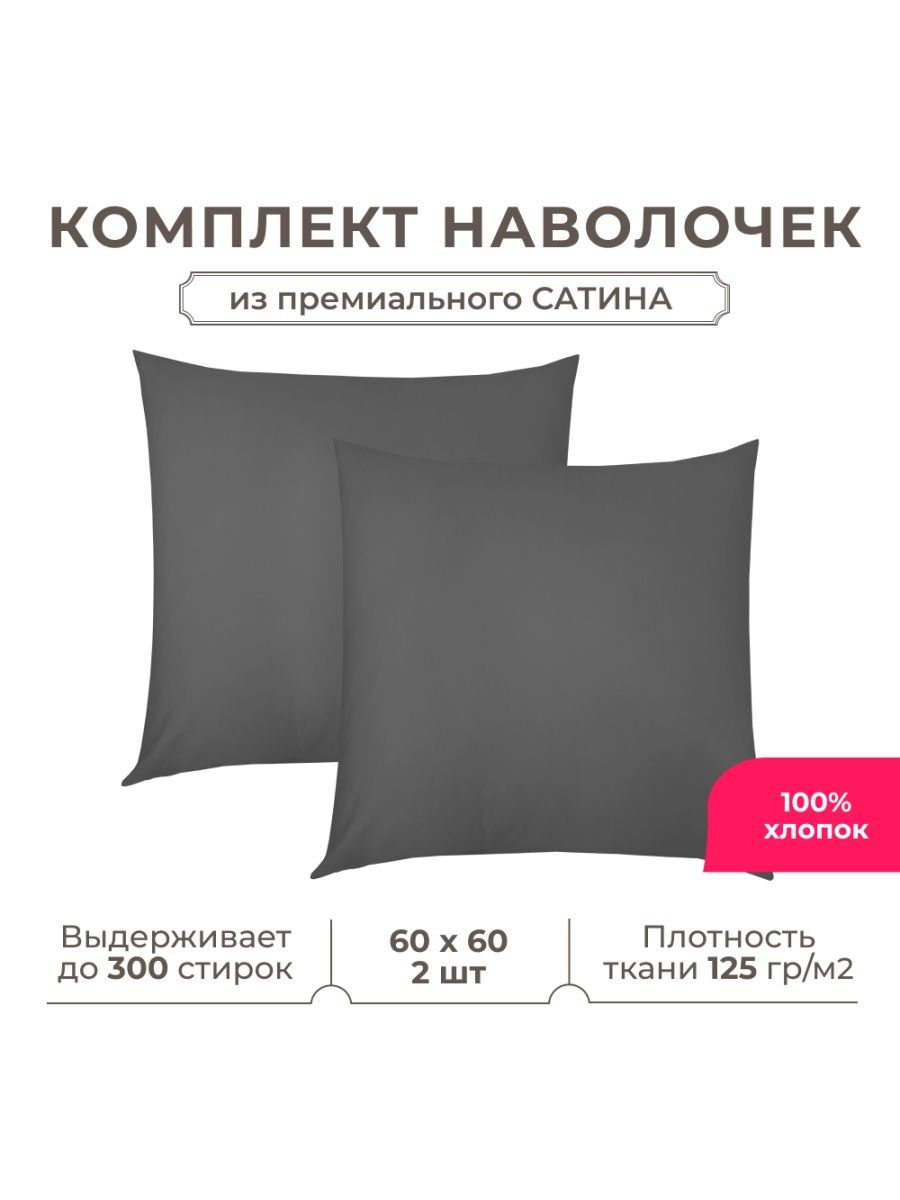 КОМПЛЕКТ НАВОЛОЧЕК
из премиального САТИНА
100%
хлопок
Выдерживает
до 300 стирок
60 х 60
2 шт
Плотность
ткани 125 гр/м2